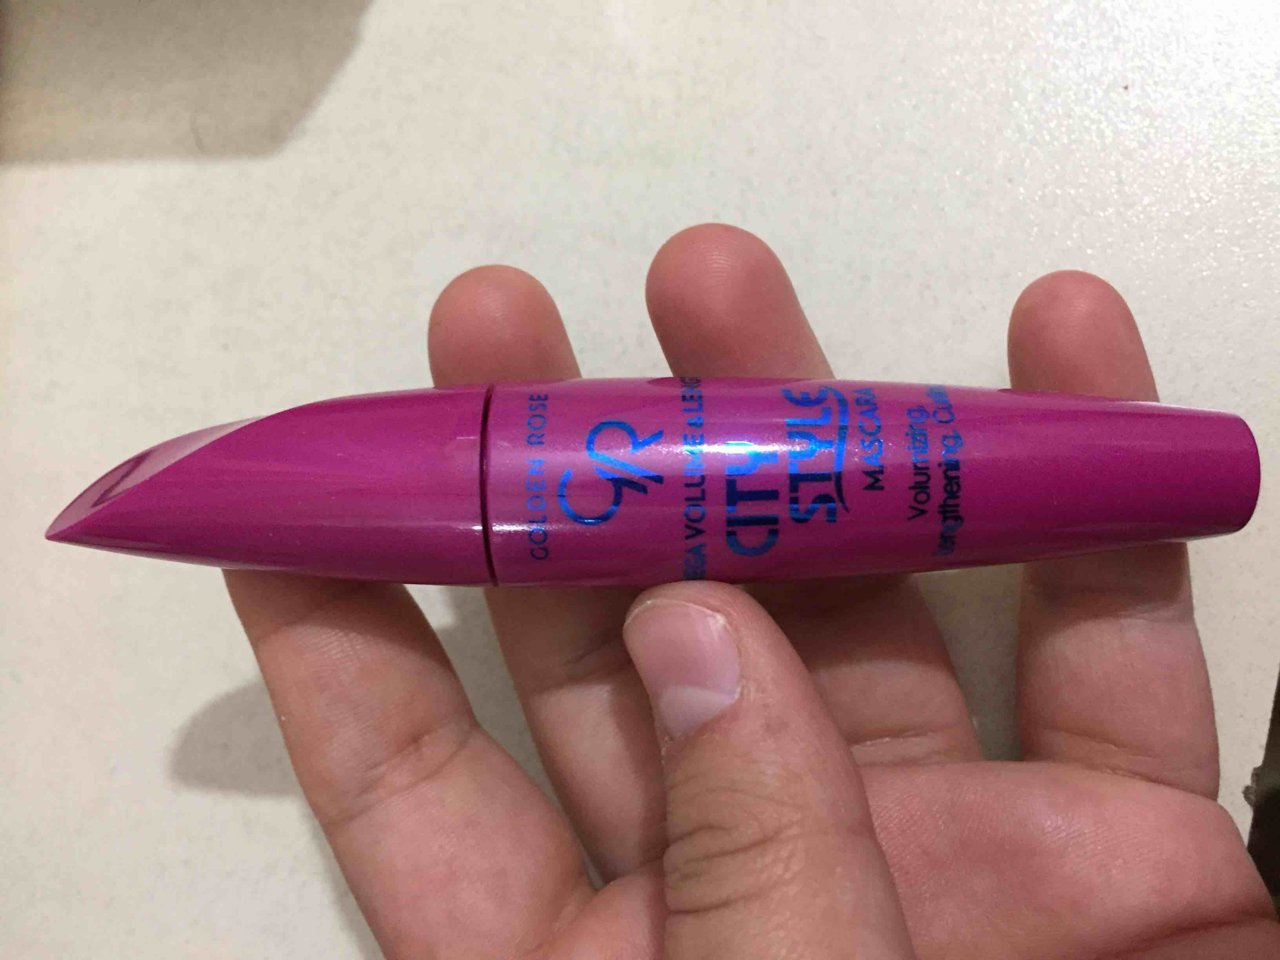 GOLDEN ROSE
GR
VOLUME & 
CITY
STYLE
MASCARA
Volumizing,